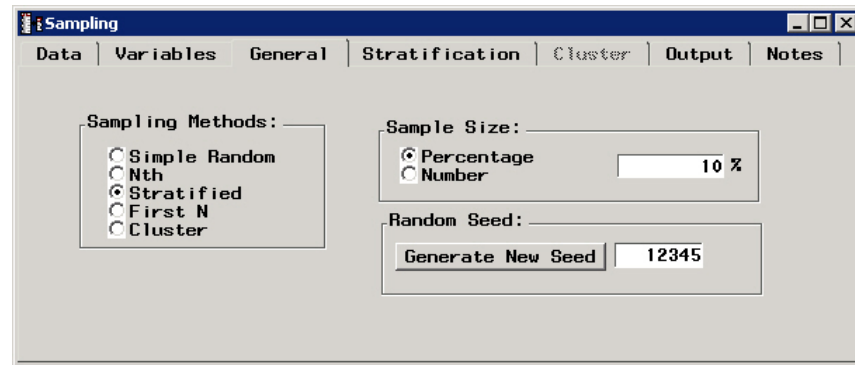 Sampling
Data Variables General Stratification Cluster Output Notes
Sampling Methods:
Simple Random
Nth
Stratified
First N
Cluster
Sample Size:
Percentage
Number
10 %
Random Seed:
Generate New Seed 12345